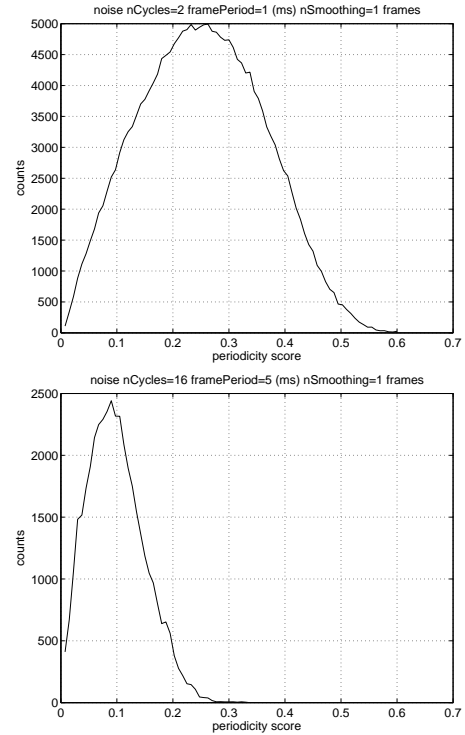 noise nCycles=2 framePeriod=1 (ms) nSmoothing=1 frames
5000
4500
4000
3500
3000
2500
2000
1500
1000
500
0
counts
0 0.1 0.2 0.3 0.4 0.5 0.6 0.7
periodicity score
noise nCycles=16 framePeriod=5 (ms) nSmoothing=1 frames
2500
2000
1500
1000
500
0
counts
0 0.1 0.2 0.3 0.4 0.5 0.6 0.7
periodicity score